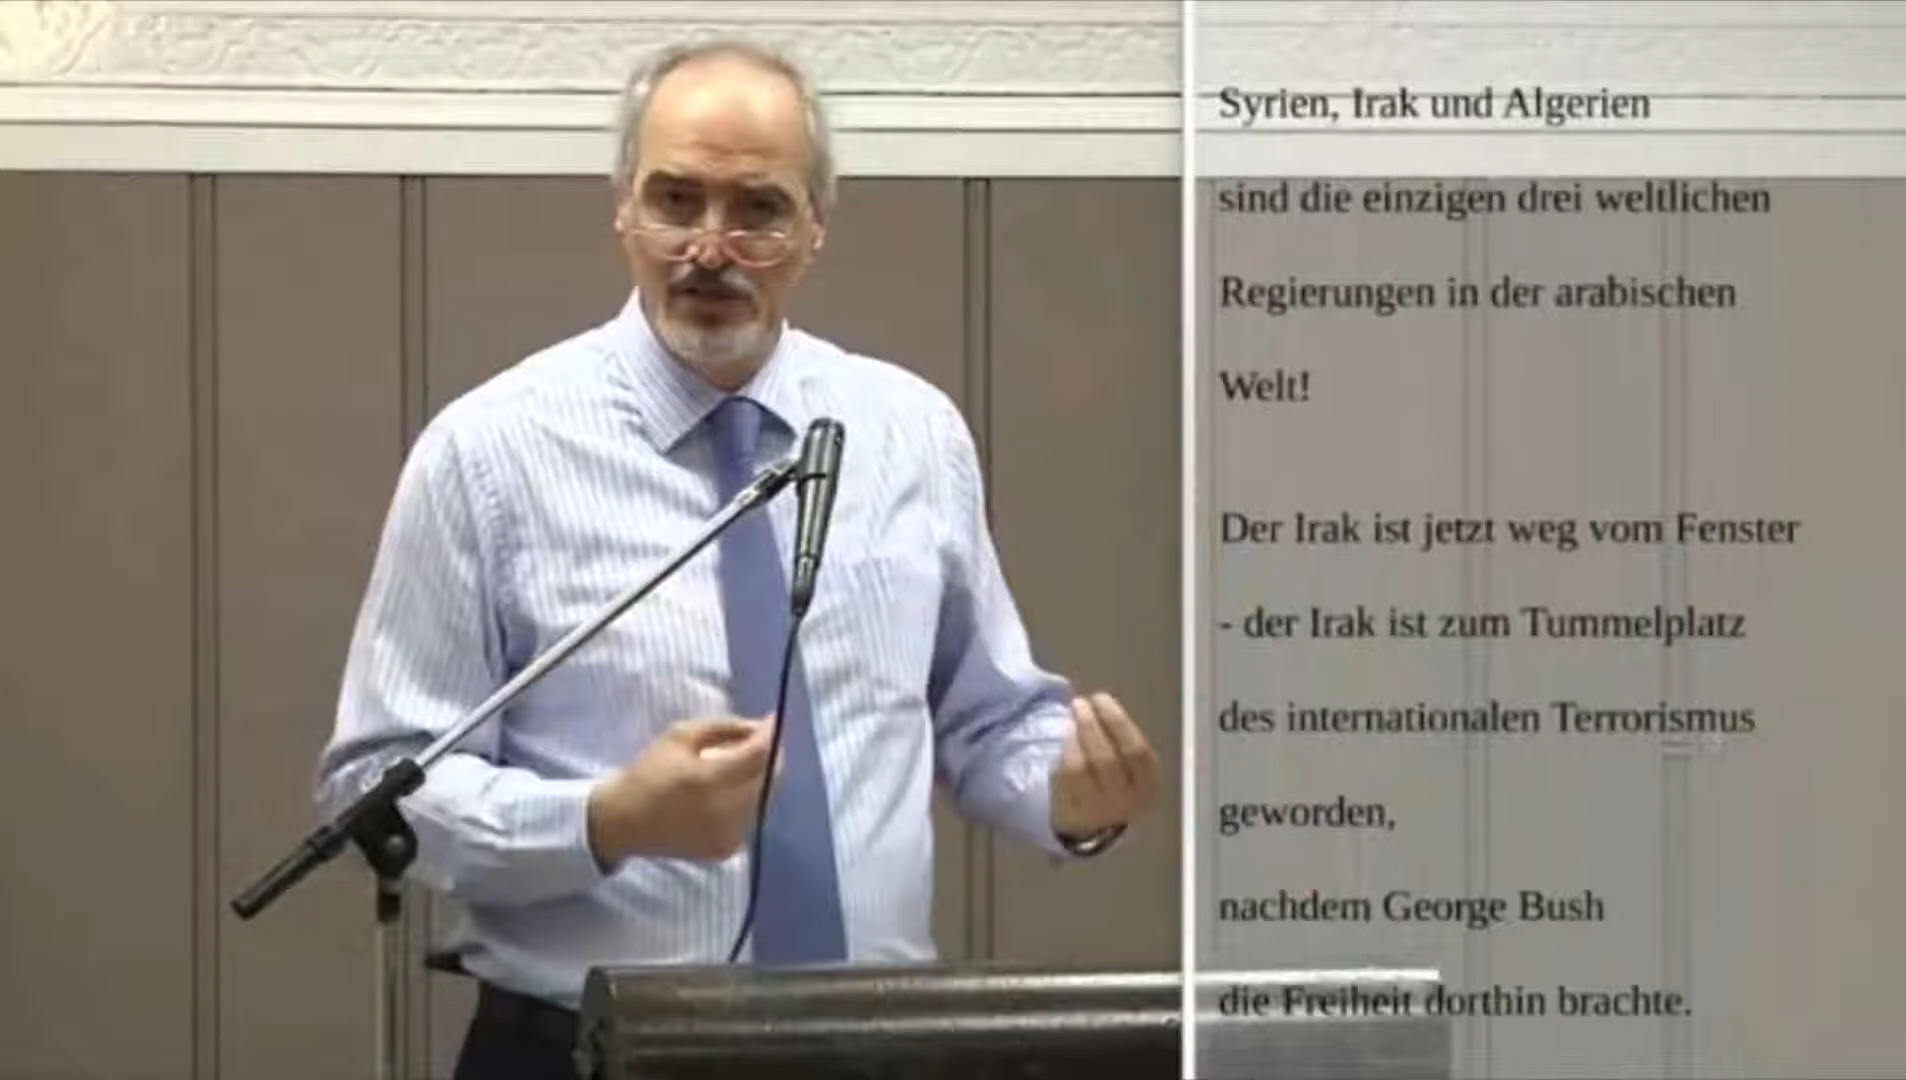 Syrien, Irak und Algerien
sind die einzigen drei weltlichen
Regierungen in der arabischen
Welt!
Der Irak ist jetzt weg vom Fenster
- der Irak ist zum Tummelplatz
des internationalen Terrorismus
geworden,
nachdem George Bush
die Freiheit dorthin brachte.